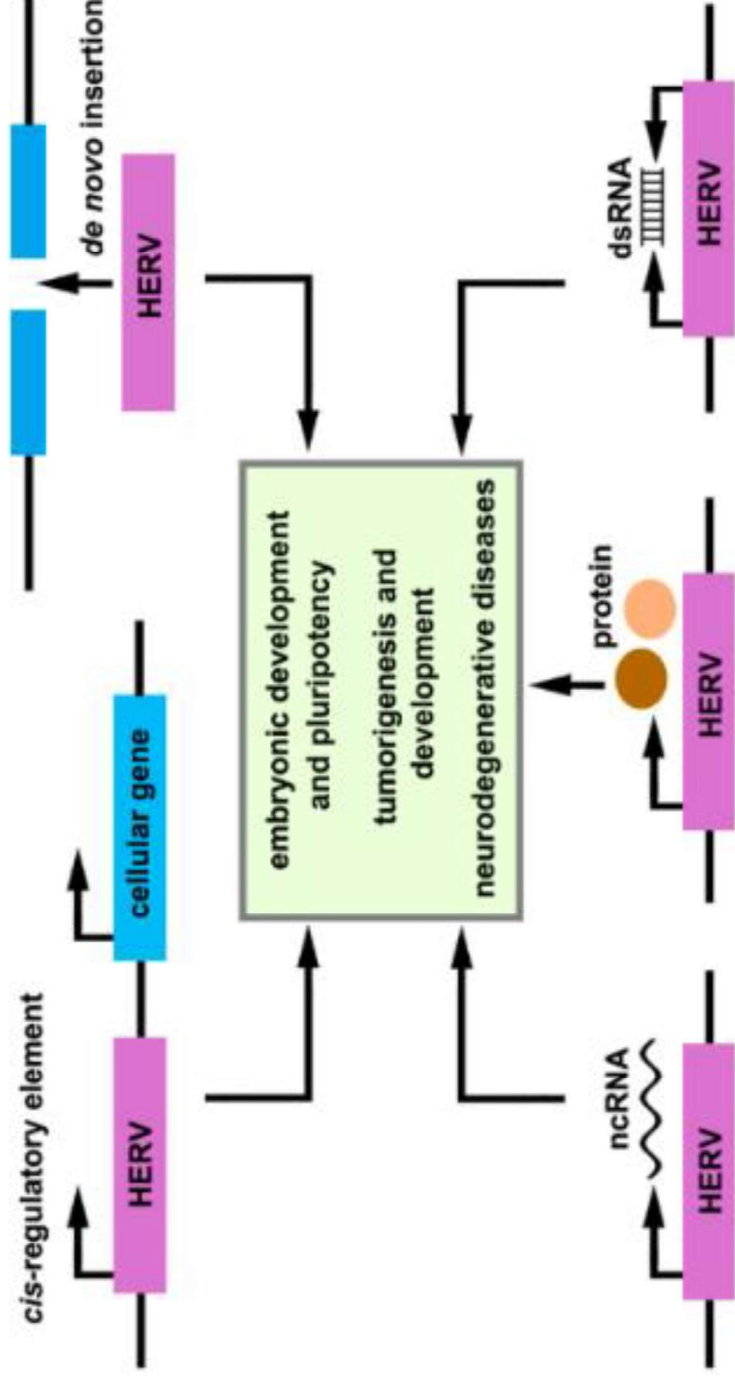 cis-regulatory element
HERV
cellular gene
de novo insertion
HERV
embryonic development
and pluripotency
tumorigenesis and
development
neurodegenerative diseases
ncRNA
HERV
protein
HERV
dsRNA
HERV